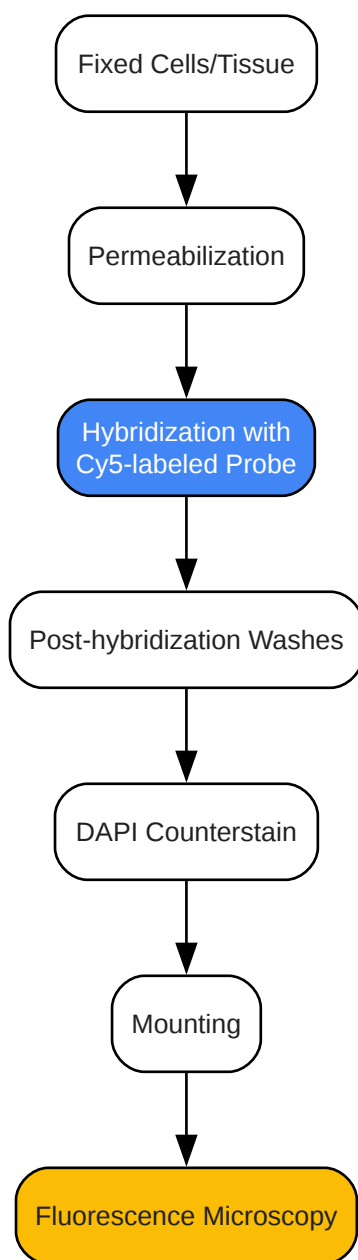 Fixed Cells/Tissue
Permeabilization
Hybridization with
Cy5-labeled Probe
Post-hybridization Washes
DAPI Counterstain
Mounting
Fluorescence Microscopy